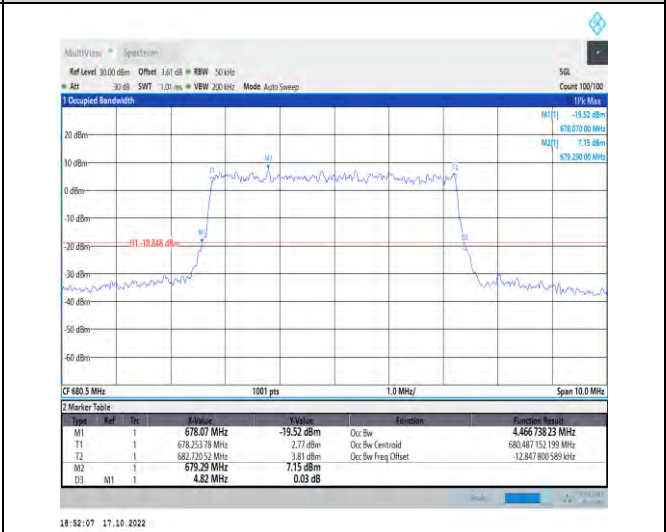 MultiView Spectrum
Ref Level 30.00 dBm Offset 3.61 dB RBW 50 kHz SGL
Att 30 dB SWT 1.01 ms VBW 200 kHz Mode Auto Sweep Count 100/100
1 Occupied Bandwidth 1Pk Max
M1[1] -19.52 dBm
678.070 00 MHz
M2[1] 7.15 dBm
679.290 00 MHz
20 dBm
10 dBm
0 dBm
-10 dBm
-20 dBm
-30 dBm
-40 dBm
-50 dBm
-60 dBm
M2
T1
T2
M1
D3
H1 -18.848 dBm
CF 680.5 MHz 1001 pts 1.0 MHz/ Span 10.0 MHz
2 Marker Table
Type Ref Trc X-Value Y-Value Function Function Result
M1 1 678.07 MHz -19.52 dBm Occ Bw 4.466 738 23 MHz
T1 1 678.253 78 MHz 2.77 dBm Occ Bw Centroid 680.487 152 199 MHz
T2 1 682.720 52 MHz 3.81 dBm Occ Bw Freq Offset -12.847 800 589 kHz
M2 1 679.29 MHz 7.15 dBm
D3 M1 1 4.82 MHz 0.03 dB
18:52:07 17.10.2022